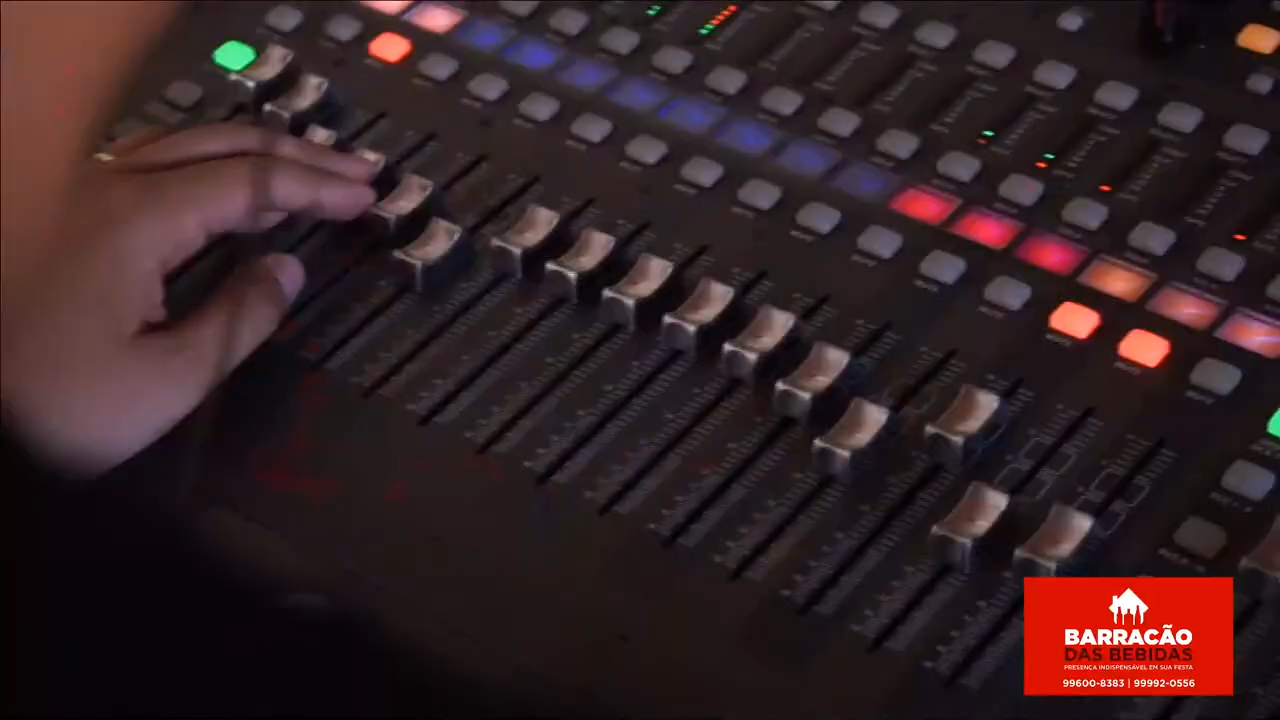 BARRACÃO
DAS BEBIDAS
PRESENÇA INDISPENSÁVEL EM SUA FESTA
99600-8383 | 99992-0556